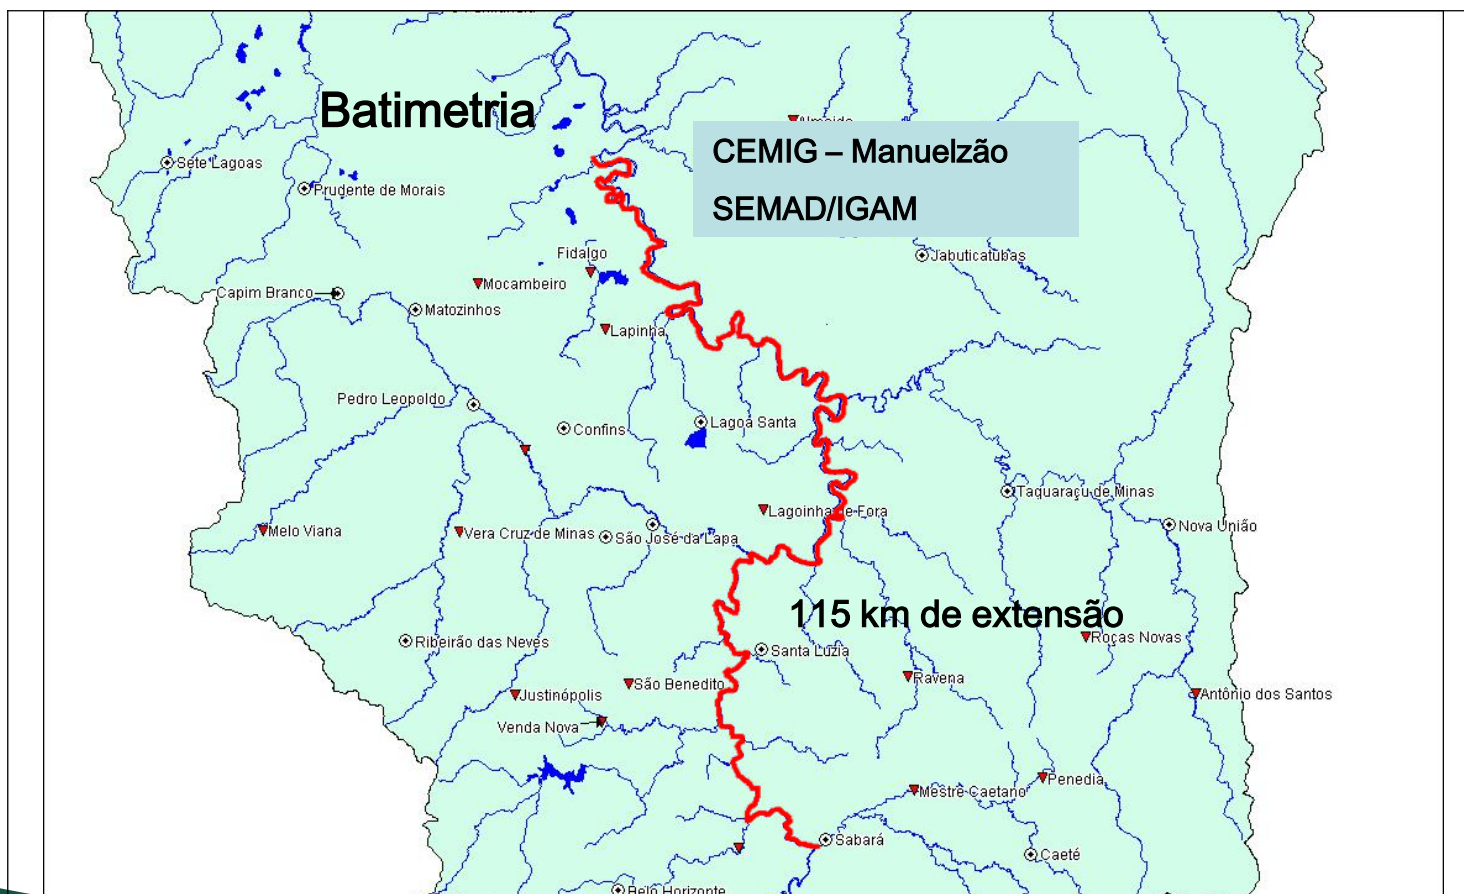 Batimetria
Almeida
CEMIG – Manuelzão
SEMAD/IGAM
Sete Lagoas
Prudente de Morais
Fidalgo
Jabuticatubas
Mocambeiro
Capim Branco
Matozinhos
Lapinha
Pedro Leopoldo
Confins
Lagoa Santa
Taquaraçu de Minas
Lagoinha de Fora
Nova União
Melo Viana
Vera Cruz de Minas
São José da Lapa
115 km de extensão
Ribeirão das Neves
Santa Luzia
Roças Novas
Ravena
São Benedito
Justinópolis
Antônio dos Santos
Venda Nova
Penedia
Mestre Caetano
Sabará
Caeté
Belo Horizonte